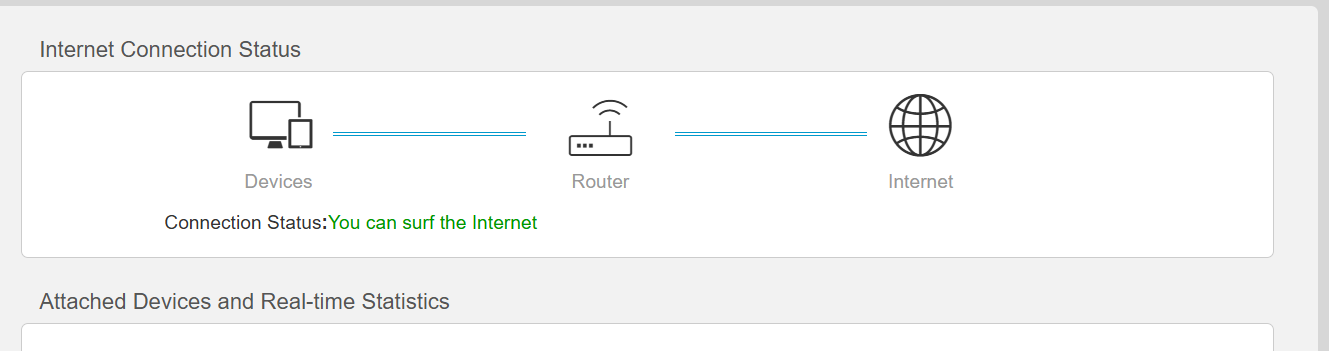 Internet Connection Status
Devices
Router
Internet
Connection Status:You can surf the Internet
Attached Devices and Real-time Statistics